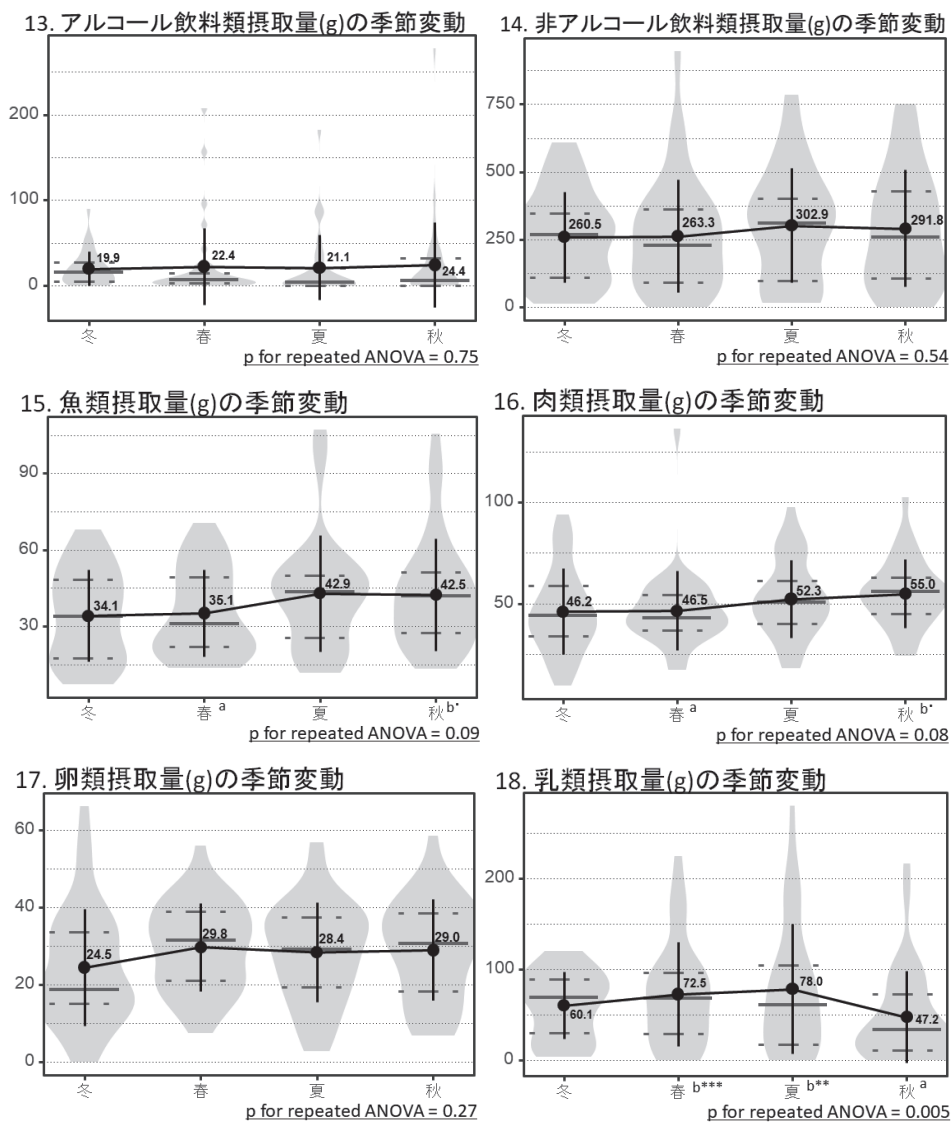 13. アルコール飲料類摂取量(g)の季節変動
200
100
0
19.9
22.4
21.1
24.4
冬 春 夏 秋
p for repeated ANOVA = 0.75
14. 非アルコール飲料類摂取量(g)の季節変動
750
500
250
0
260.5
263.3
302.9
291.8
冬 春 夏 秋
p for repeated ANOVA = 0.54
15. 魚類摂取量(g)の季節変動
90
60
30
34.1
35.1
42.9
42.5
冬 春 a 夏 秋 b·
p for repeated ANOVA = 0.09
16. 肉類摂取量(g)の季節変動
100
50
46.2
46.5
52.3
55.0
冬 春 a 夏 秋 b·
p for repeated ANOVA = 0.08
17. 卵類摂取量(g)の季節変動
60
40
20
0
24.5
29.8
28.4
29.0
冬 春 夏 秋
p for repeated ANOVA = 0.27
18. 乳類摂取量(g)の季節変動
200
100
0
60.1
72.5
78.0
47.2
冬 春 b*** 夏 b** 秋 a
p for repeated ANOVA = 0.005